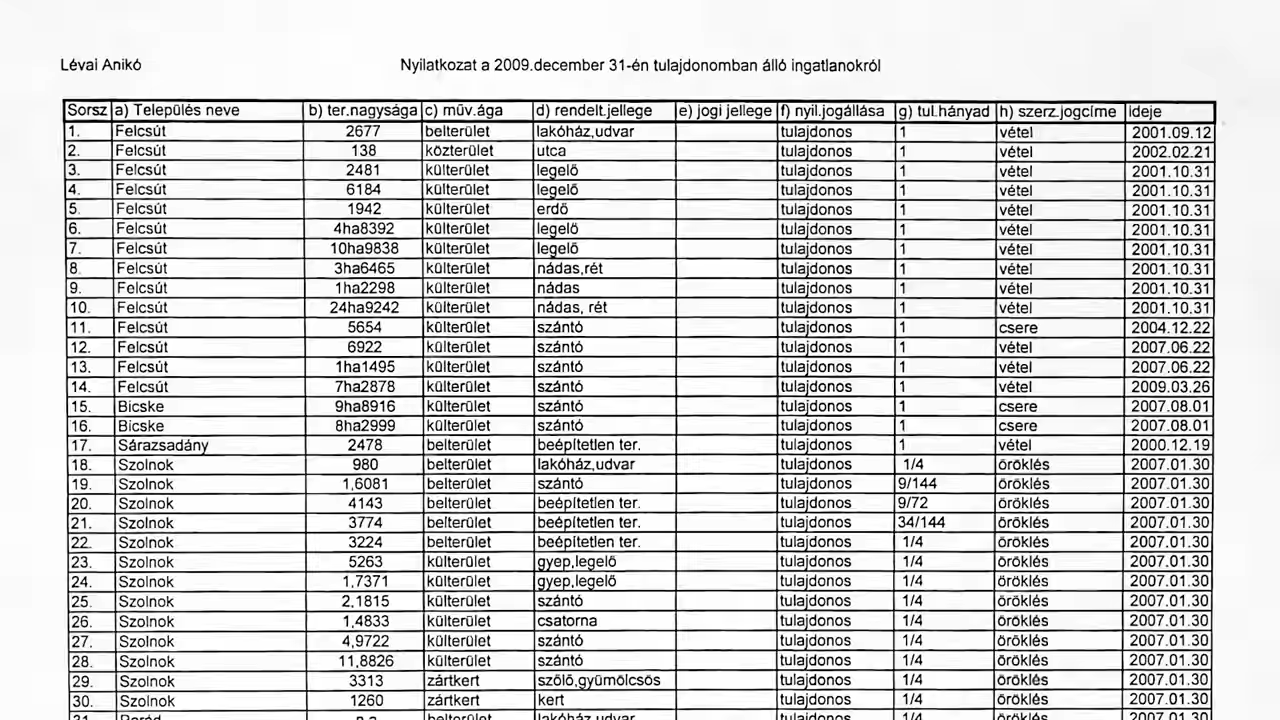 Lévai Anikó Nyilatkozat a 2009.december 31-én tulajdonomban álló ingatlanokról
Sorsz a) Település neve b) ter.nagysága c) műv.ága d) rendelt.jellege e) jogi jellege f) nyil.jogállása g) tul.hányad h) szerz.jogcíme ideje
1. Felcsút 2677 belterület lakóház,udvar tulajdonos 1 vétel 2001.09.12
2. Felcsút 138 közterület utca tulajdonos 1 vétel 2002.02.21
3. Felcsút 2481 külterület legelő tulajdonos 1 vétel 2001.10.31
4. Felcsút 6184 külterület legelő tulajdonos 1 vétel 2001.10.31
5. Felcsút 1942 külterület erdő tulajdonos 1 vétel 2001.10.31
6. Felcsút 4ha8392 külterület legelő tulajdonos 1 vétel 2001.10.31
7. Felcsút 10ha9838 külterület legelő tulajdonos 1 vétel 2001.10.31
8. Felcsút 3ha6465 külterület nádas,rét tulajdonos 1 vétel 2001.10.31
9. Felcsút 1ha2298 külterület nádas tulajdonos 1 vétel 2001.10.31
10. Felcsút 24ha9242 külterület nádas, rét tulajdonos 1 vétel 2001.10.31
11. Felcsút 5654 külterület szántó tulajdonos 1 csere 2004.12.22
12. Felcsút 6922 külterület szántó tulajdonos 1 vétel 2007.06.22
13. Felcsút 1ha1495 külterület szántó tulajdonos 1 vétel 2007.06.22
14. Felcsút 7ha2878 külterület szántó tulajdonos 1 vétel 2009.03.26
15. Bicske 9ha8916 külterület szántó tulajdonos 1 csere 2007.08.01
16. Bicske 8ha2999 külterület szántó tulajdonos 1 csere 2007.08.01
17. Sárazsadány 2478 belterület beépítetlen ter. tulajdonos 1 vétel 2000.12.19
18. Szolnok 980 belterület lakóház,udvar tulajdonos 1/4 öröklés 2007.01.30
19. Szolnok 1,6081 belterület szántó tulajdonos 9/144 öröklés 2007.01.30
20. Szolnok 4143 belterület beépítetlen ter. tulajdonos 9/72 öröklés 2007.01.30
21. Szolnok 3774 belterület beépítetlen ter. tulajdonos 34/144 öröklés 2007.01.30
22. Szolnok 3224 belterület beépítetlen ter. tulajdonos 1/4 öröklés 2007.01.30
23. Szolnok 5263 külterület gyep,legelő tulajdonos 1/4 öröklés 2007.01.30
24. Szolnok 1,7371 külterület gyep,legelő tulajdonos 1/4 öröklés 2007.01.30
25. Szolnok 2,1815 külterület szántó tulajdonos 1/4 öröklés 2007.01.30
26. Szolnok 1,4833 külterület csatorna tulajdonos 1/4 öröklés 2007.01.30
27. Szolnok 4,9722 külterület szántó tulajdonos 1/4 öröklés 2007.01.30
28. Szolnok 11,8826 külterület szántó tulajdonos 1/4 öröklés 2007.01.30
29. Szolnok 3313 zártkert szőlő,gyümölcsös tulajdonos 1/4 öröklés 2007.01.30
30. Szolnok 1260 zártkert kert tulajdonos 1/4 öröklés 2007.01.30
31. belterület lakóház,udvar tulajdonos 1/4 öröklés 2007.01.30